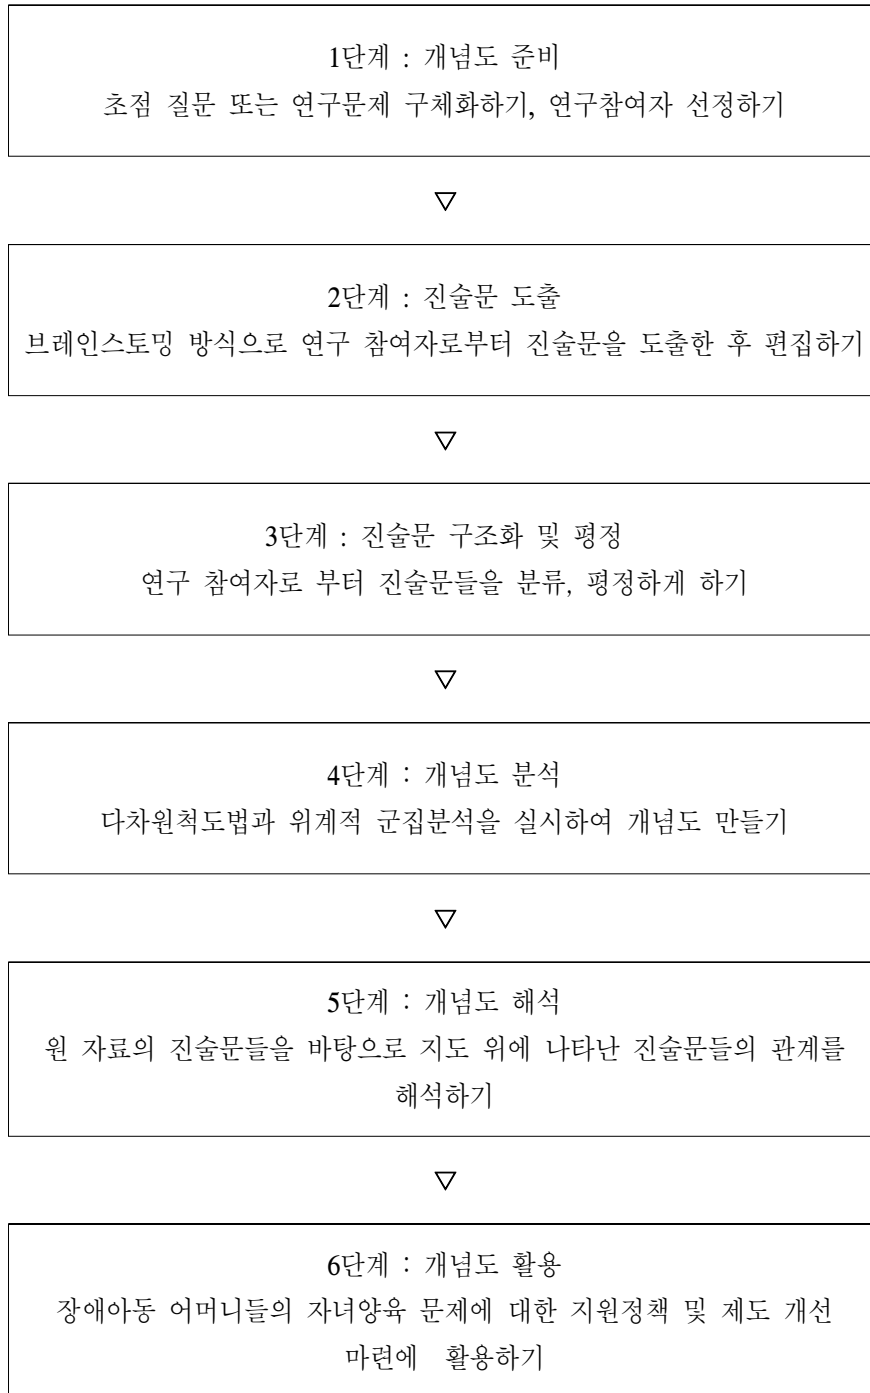 1단계 : 개념도 준비
초점 질문 또는 연구문제 구체화하기, 연구참여자 선정하기
▽
2단계 : 진술문 도출
브레인스토밍 방식으로 연구 참여자로부터 진술문을 도출한 후 편집하기
▽
3단계 : 진술문 구조화 및 평정
연구 참여자로 부터 진술문들을 분류, 평정하게 하기
▽
4단계 : 개념도 분석
다차원척도법과 위계적 군집분석을 실시하여 개념도 만들기
▽
5단계 : 개념도 해석
원 자료의 진술문들을 바탕으로 지도 위에 나타난 진술문들의 관계를
해석하기
▽
6단계 : 개념도 활용
장애아동 어머니들의 자녀양육 문제에 대한 지원정책 및 제도 개선
마련에 활용하기